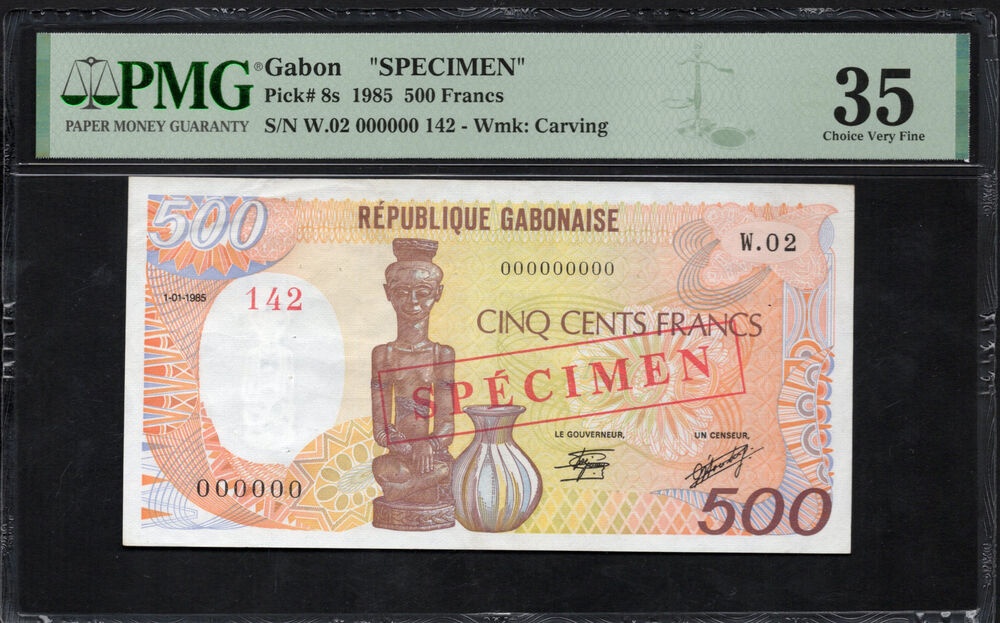 PMG® Gabon "SPECIMEN"
Pick# 8s 1985 500 Francs
PAPER MONEY GUARANTY S/N W.02 000000 142 - Wmk: Carving
35
Choice Very Fine
500 RÉPUBLIQUE GABONAISE
W.02
000000000
1-01-1985
142
CINQ CENTS FRANCS
SPÉCIMEN
LE GOUVERNEUR, UN CENSEUR,
000000
500